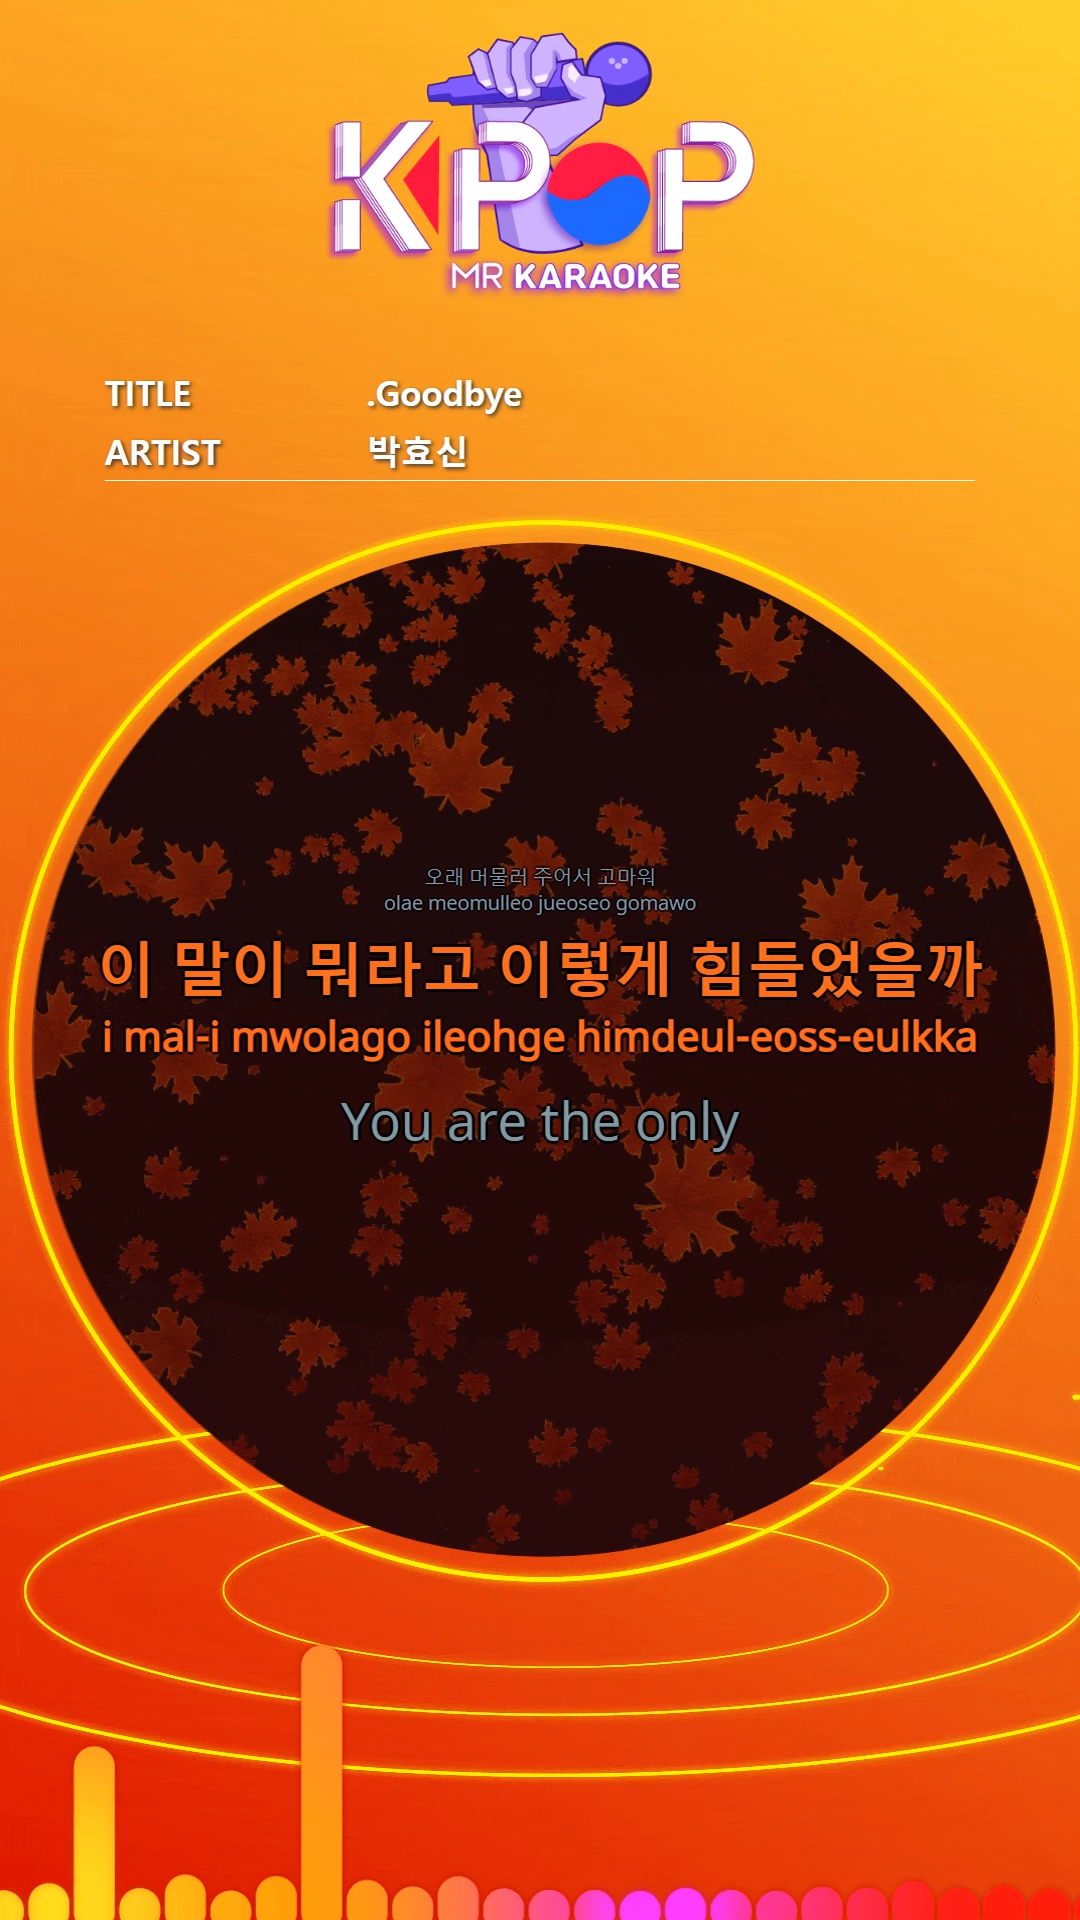 KPOP
MR KARAOKE
TITLE .Goodbye
ARTIST 박효신
오래 머물러 주어서 고마워
olae meomulleo jueoseo gomawo
이 말이 뭐라고 이렇게 힘들었을까
i mal-i mwolago ileohge himdeul-eoss-eulkka
You are the only